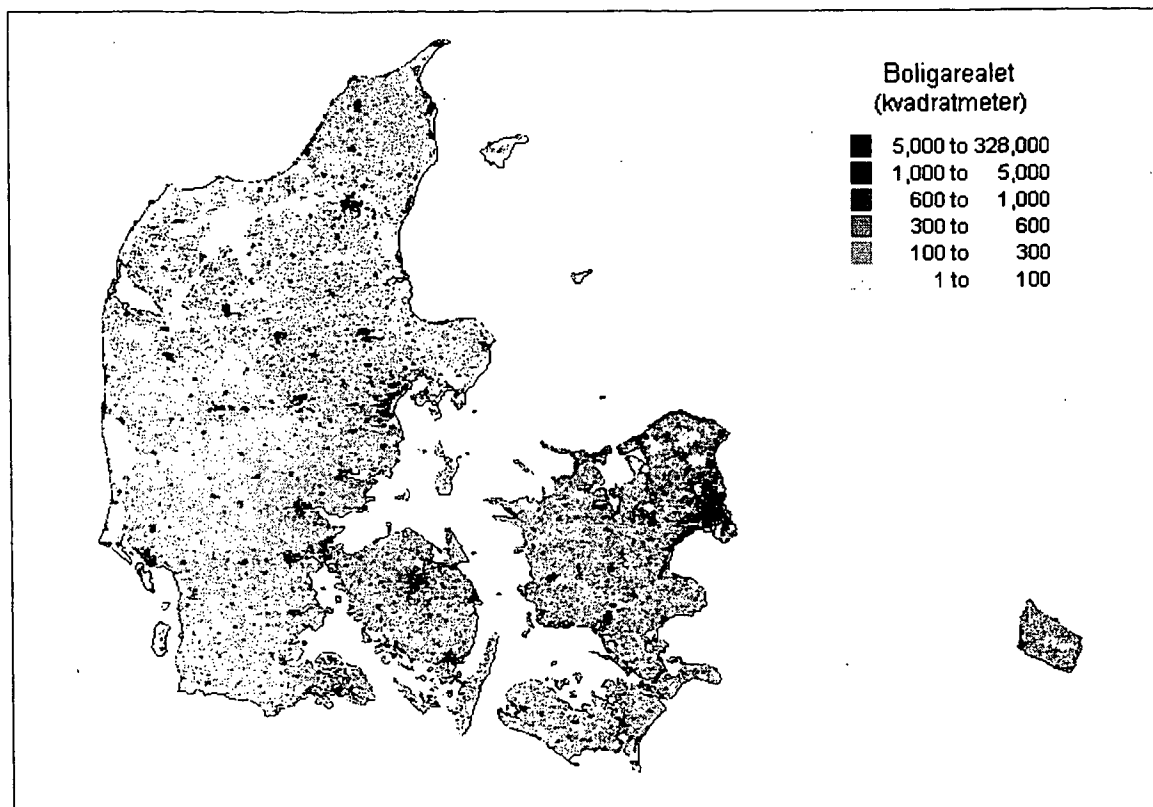 Boligarealet
(kvadratmeter)
5,000 to 328,000
1,000 to 5,000
600 to 1,000
300 to 600
100 to 300
1 to 100